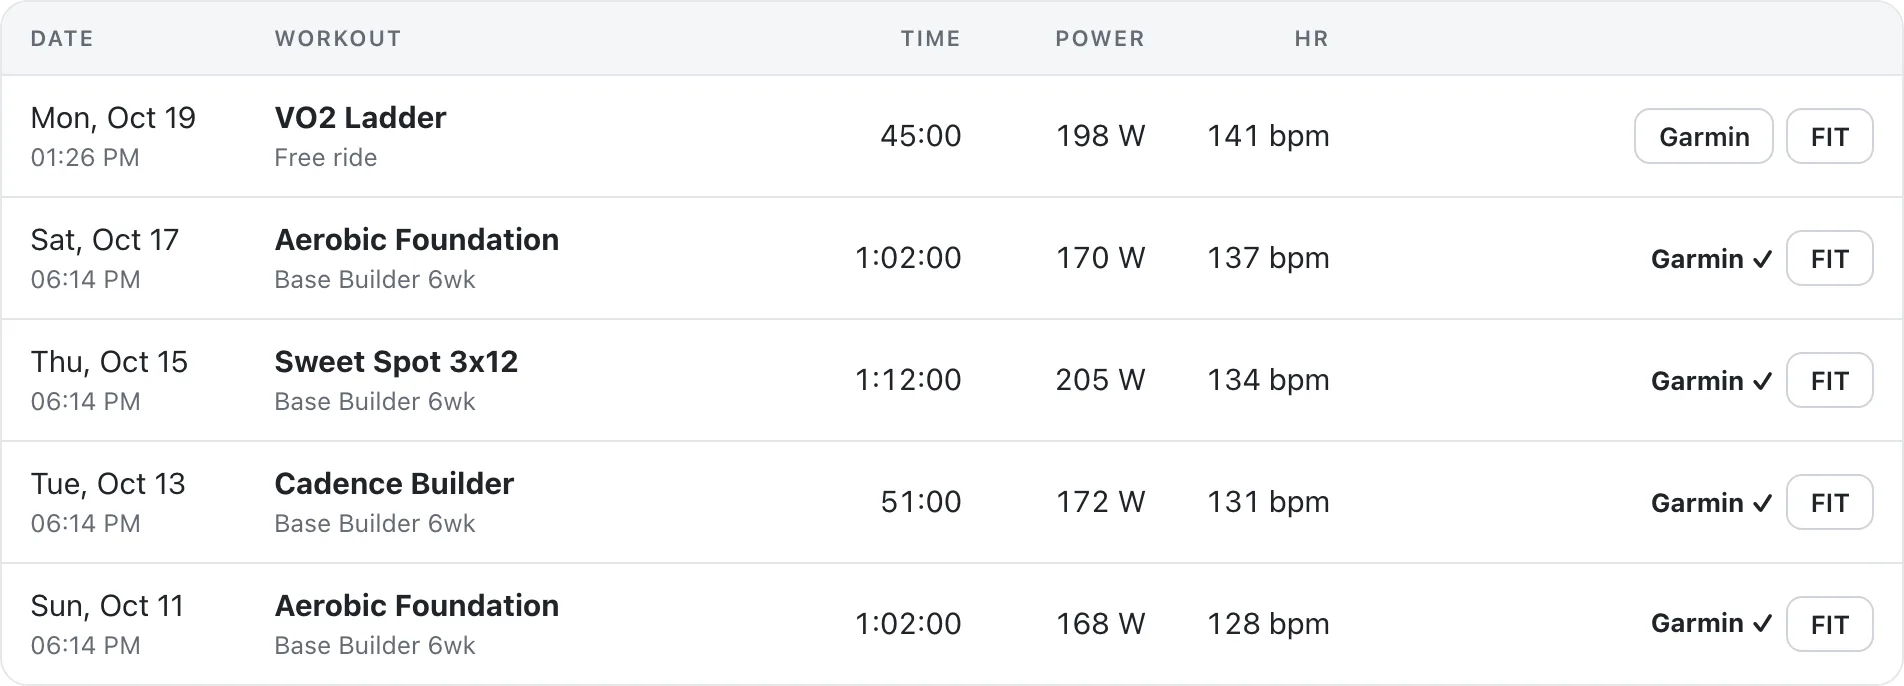 DATE WORKOUT TIME POWER HR
Mon, Oct 19 VO2 Ladder 45:00 198 W 141 bpm Garmin FIT
01:26 PM Free ride
Sat, Oct 17 Aerobic Foundation 1:02:00 170 W 137 bpm Garmin ✓ FIT
06:14 PM Base Builder 6wk
Thu, Oct 15 Sweet Spot 3x12 1:12:00 205 W 134 bpm Garmin ✓ FIT
06:14 PM Base Builder 6wk
Tue, Oct 13 Cadence Builder 51:00 172 W 131 bpm Garmin ✓ FIT
06:14 PM Base Builder 6wk
Sun, Oct 11 Aerobic Foundation 1:02:00 168 W 128 bpm Garmin ✓ FIT
06:14 PM Base Builder 6wk